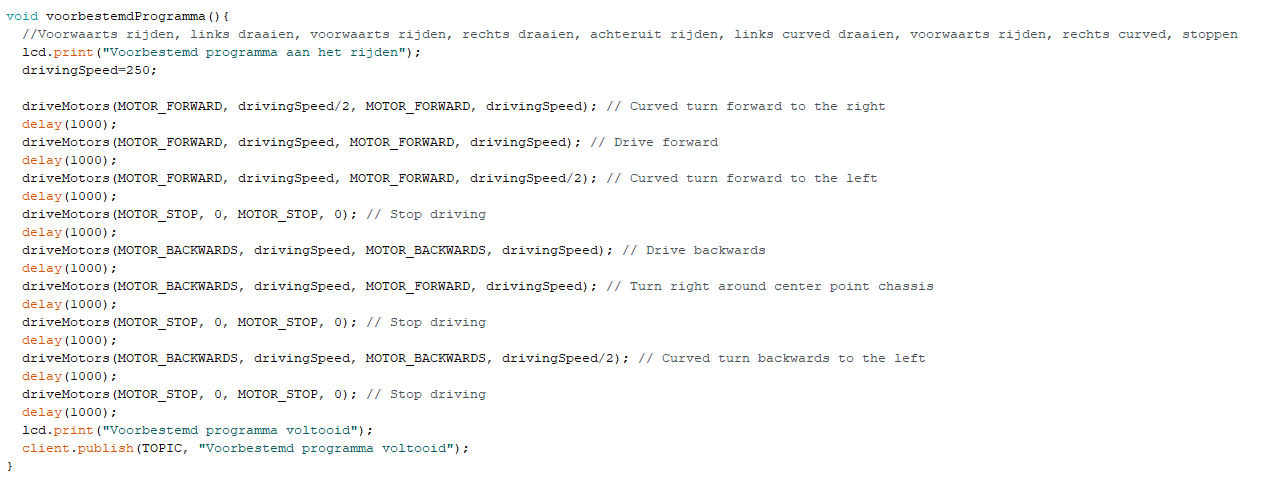 void voorbestemdProgramma(){
//Voorwaarts rijden, links draaien, voorwaarts rijden, rechts draaien, achteruit rijden, links curved draaien, voorwaarts rijden, rechts curved, stoppen
lcd.print("Voorbestemd programma aan het rijden");
drivingSpeed=250;
driveMotors(MOTOR_FORWARD, drivingSpeed/2, MOTOR_FORWARD, drivingSpeed); // Curved turn forward to the right
delay(1000);
driveMotors(MOTOR_FORWARD, drivingSpeed, MOTOR_FORWARD, drivingSpeed); // Drive forward
delay(1000);
driveMotors(MOTOR_FORWARD, drivingSpeed, MOTOR_FORWARD, drivingSpeed/2); // Curved turn forward to the left
delay(1000);
driveMotors(MOTOR_STOP, 0, MOTOR_STOP, 0); // Stop driving
delay(1000);
driveMotors(MOTOR_BACKWARDS, drivingSpeed, MOTOR_BACKWARDS, drivingSpeed); // Drive backwards
delay(1000);
driveMotors(MOTOR_BACKWARDS, drivingSpeed, MOTOR_FORWARD, drivingSpeed); // Turn right around center point chassis
delay(1000);
driveMotors(MOTOR_STOP, 0, MOTOR_STOP, 0); // Stop driving
delay(1000);
driveMotors(MOTOR_BACKWARDS, drivingSpeed, MOTOR_BACKWARDS, drivingSpeed/2); // Curved turn backwards to the left
delay(1000);
driveMotors(MOTOR_STOP, 0, MOTOR_STOP, 0); // Stop driving
delay(1000);
lcd.print("Voorbestemd programma voltooid");
client.publish(TOPIC, "Voorbestemd programma voltooid");
}